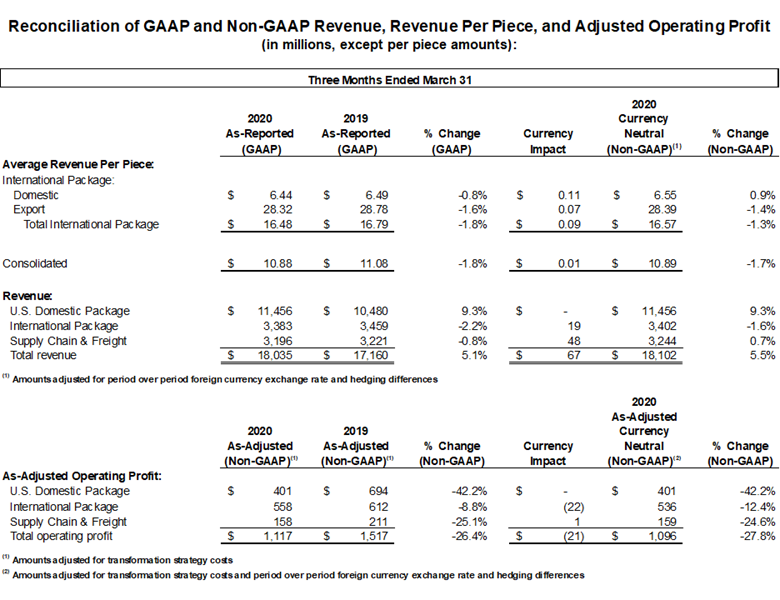 Reconciliation of GAAP and Non-GAAP Revenue, Revenue Per Piece, and Adjusted Operating Profit
(in millions, except per piece amounts):
Three Months Ended March 31
2020
2020 2019 Currency
As-Reported As-Reported % Change Currency Neutral % Change
(GAAP) (GAAP) (GAAP) Impact (Non-GAAP)(1) (Non-GAAP)
Average Revenue Per Piece:
International Package:
Domestic $ 6.44 $ 6.49 -0.8% $ 0.11 $ 6.55 0.9%
Export 28.32 28.78 -1.6% 0.07 28.39 -1.4%
Total International Package $ 16.48 $ 16.79 -1.8% $ 0.09 $ 16.57 -1.3%
Consolidated $ 10.88 $ 11.08 -1.8% $ 0.01 $ 10.89 -1.7%
Revenue:
U.S. Domestic Package $ 11,456 $ 10,480 9.3% $ - $ 11,456 9.3%
International Package 3,383 3,459 -2.2% 19 3,402 -1.6%
Supply Chain & Freight 3,196 3,221 -0.8% 48 3,244 0.7%
Total revenue $ 18,035 $ 17,160 5.1% $ 67 $ 18,102 5.5%
(1) Amounts adjusted for period over period foreign currency exchange rate and hedging differences
2020
As-Adjusted
2020 2019 Currency
As-Adjusted As-Adjusted % Change Currency Neutral % Change
(Non-GAAP)(1) (Non-GAAP)(1) (Non-GAAP) Impact (Non-GAAP)(2) (Non-GAAP)
As-Adjusted Operating Profit:
U.S. Domestic Package $ 401 $ 694 -42.2% $ - $ 401 -42.2%
International Package 558 612 -8.8% (22) 536 -12.4%
Supply Chain & Freight 158 211 -25.1% 1 159 -24.6%
Total operating profit $ 1,117 $ 1,517 -26.4% $ (21) $ 1,096 -27.8%
(1) Amounts adjusted for transformation strategy costs
(2) Amounts adjusted for transformation strategy costs and period over period foreign currency exchange rate and hedging differences